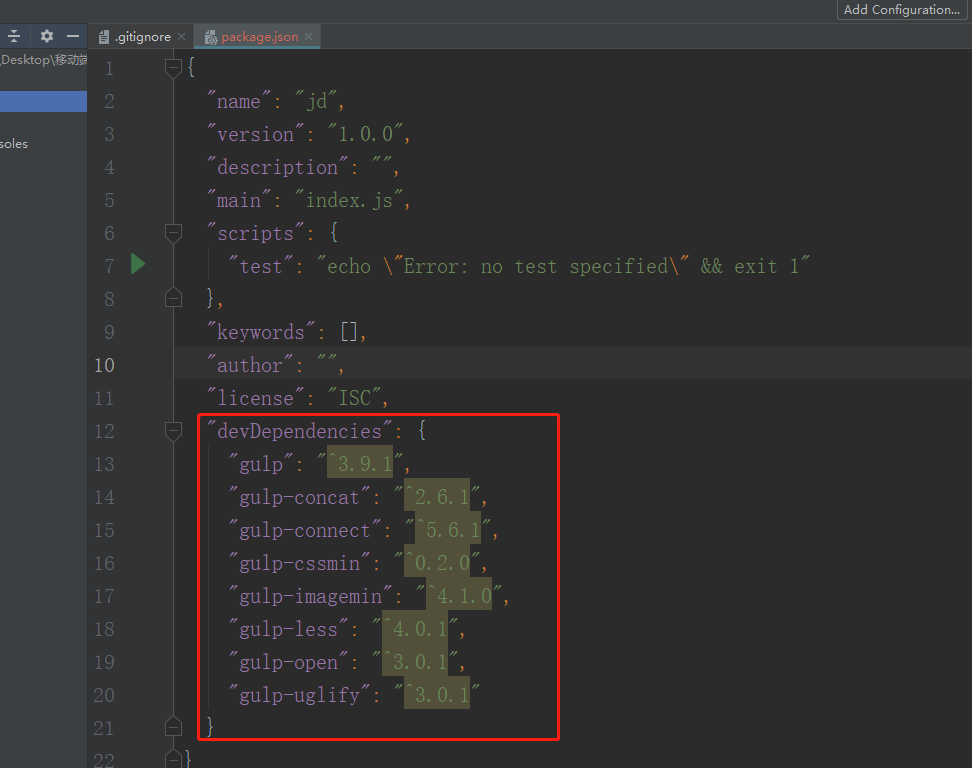 Add Configuration...
.gitignore
package.json
Desktop\移动端
soles
1 {
2 "name": "jd",
3 "version": "1.0.0",
4 "description": "",
5 "main": "index.js",
6 "scripts": {
7 "test": "echo \"Error: no test specified\" && exit 1"
8 },
9 "keywords": [],
10 "author": "",
11 "license": "ISC",
12 "devDependencies": {
13 "gulp": "^3.9.1",
14 "gulp-concat": "^2.6.1",
15 "gulp-connect": "^5.6.1",
16 "gulp-cssmin": "^0.2.0",
17 "gulp-imagemin": "^4.1.0",
18 "gulp-less": "^4.0.1",
19 "gulp-open": "^3.0.1",
20 "gulp-uglify": "^3.0.1"
21 }
22 }